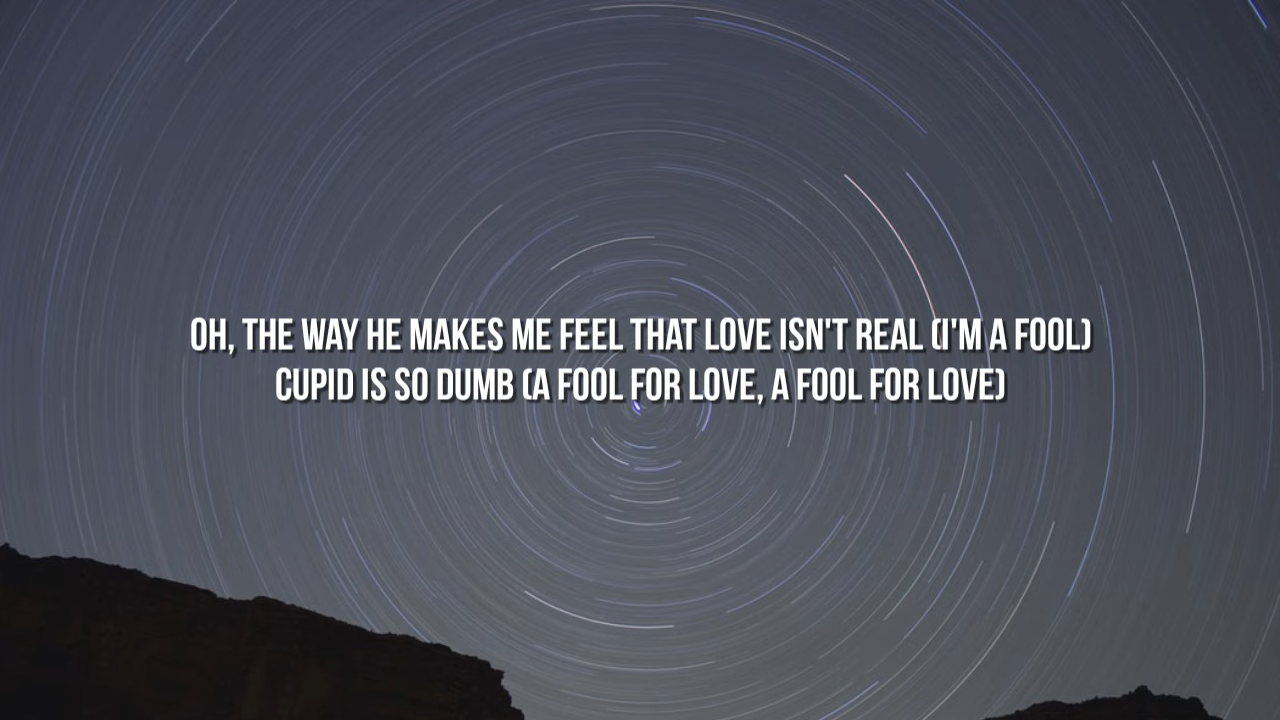 OH, THE WAY HE MAKES ME FEEL THAT LOVE ISN'T REAL (I'M A FOOL)
CUPID IS SO DUMB (A FOOL FOR LOVE, A FOOL FOR LOVE)